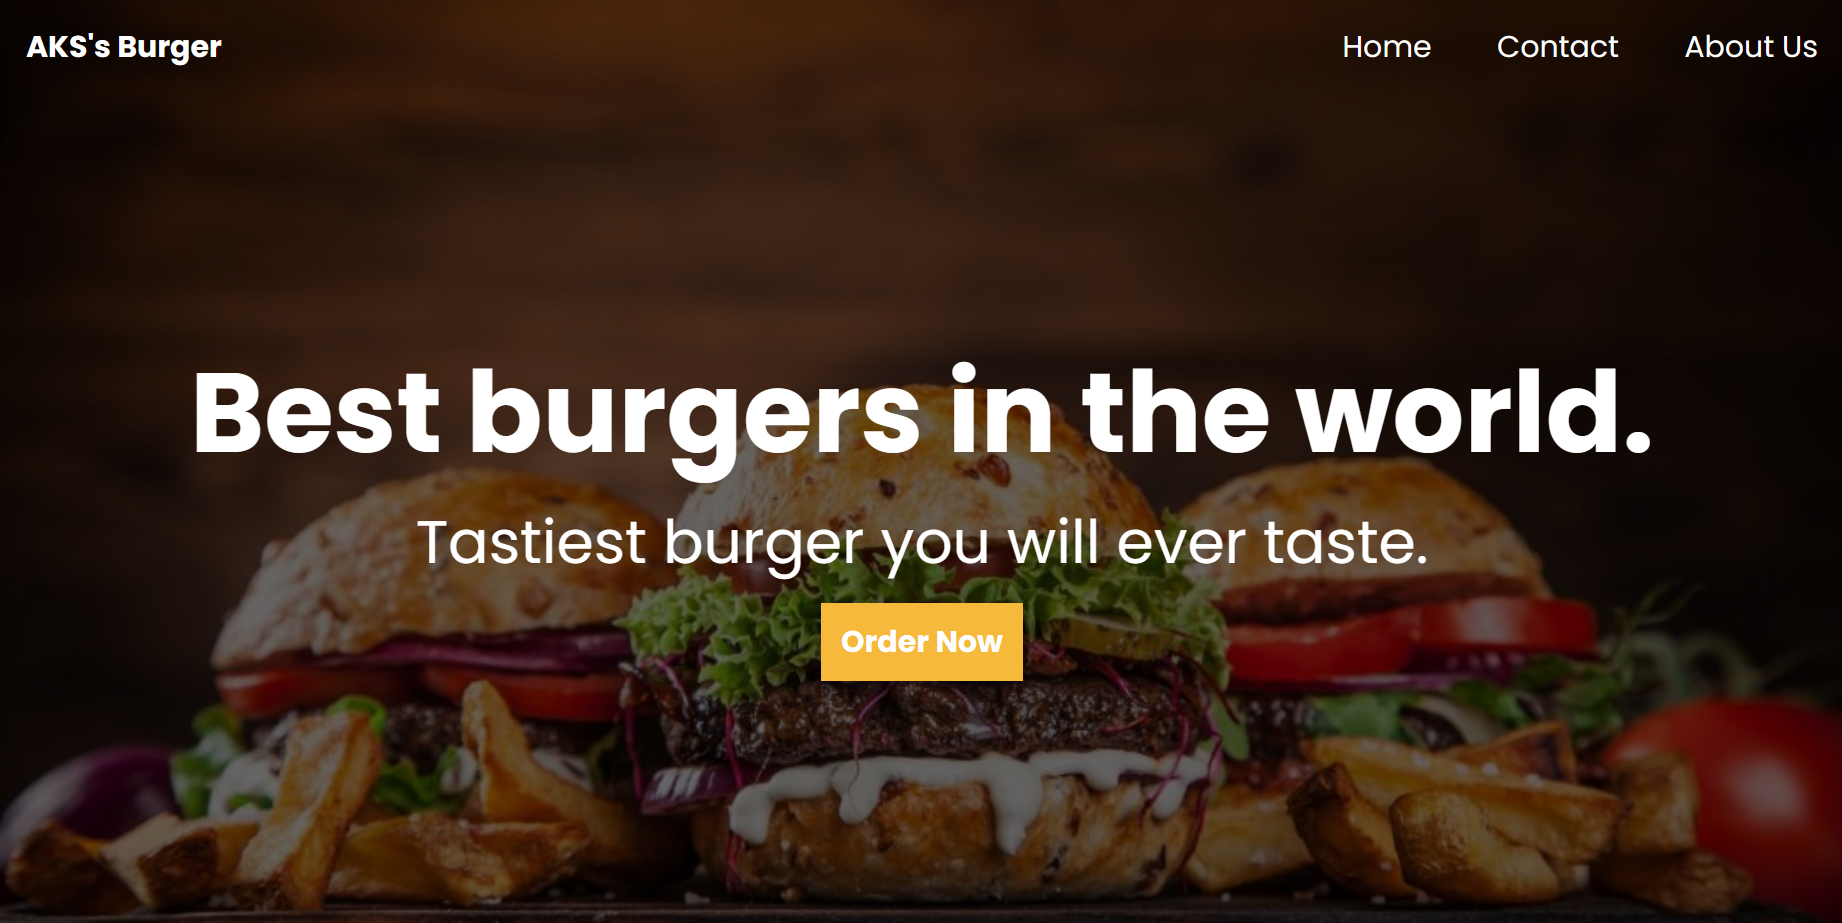 AKS's Burger
Home Contact About Us
Best burgers in the world.
Tastiest burger you will ever taste.
Order Now